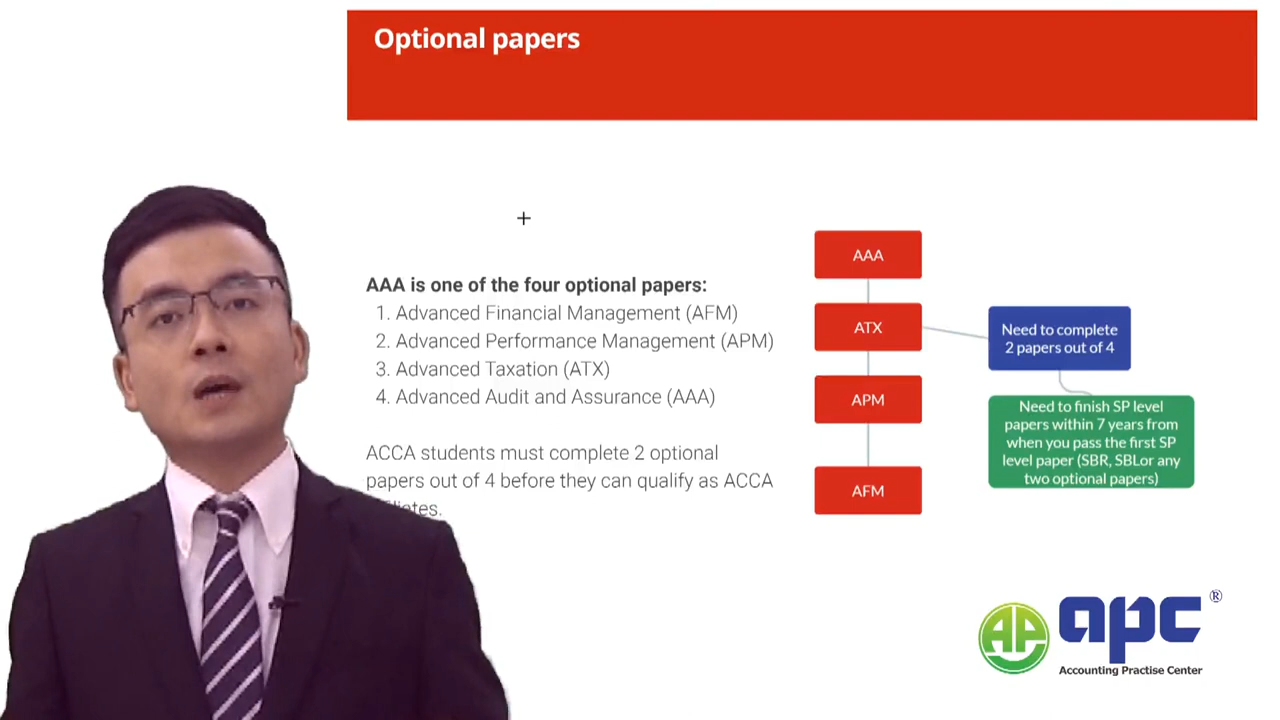 Optional papers
AAA is one of the four optional papers:
1. Advanced Financial Management (AFM)
2. Advanced Performance Management (APM)
3. Advanced Taxation (ATX)
4. Advanced Audit and Assurance (AAA)
ACCA students must complete 2 optional
papers out of 4 before they can qualify as ACCA
AAA
ATX
APM
AFM
Need to complete
2 papers out of 4
Need to finish SP level
papers within 7 years from
when you pass the first SP
level paper (SBR, SBLor any
two optional papers)
AP
apc ®
Accounting Practise Center